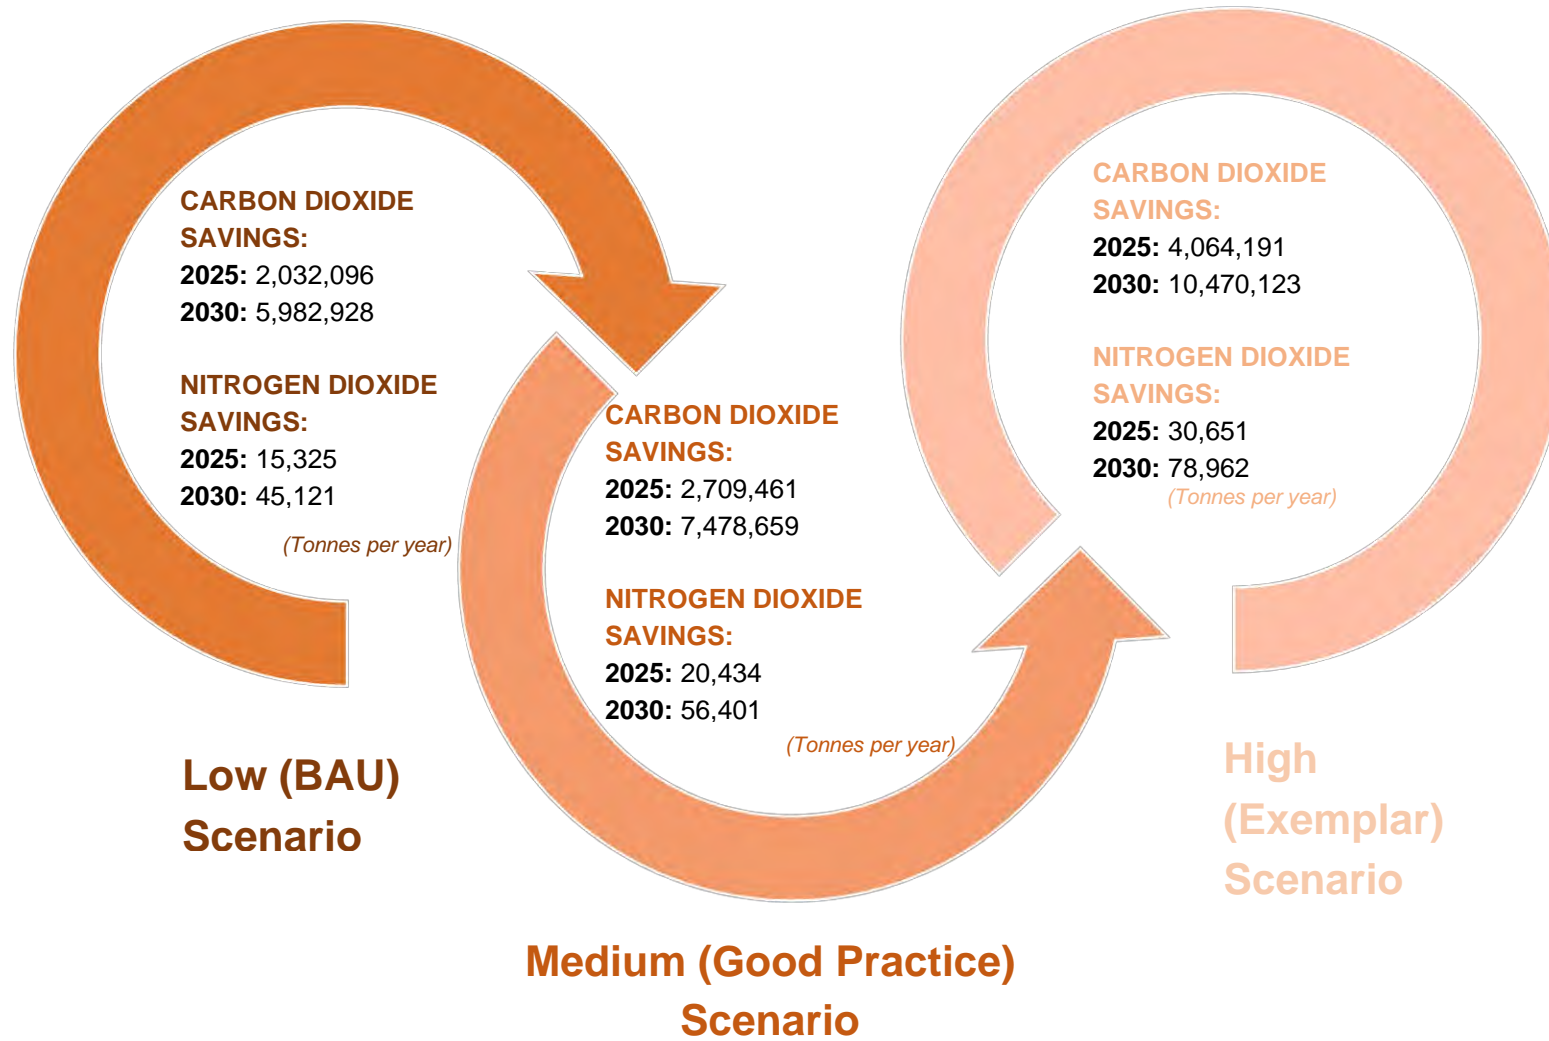 CARBON DIOXIDE
SAVINGS:
2025: 2,032,096
2030: 5,982,928
NITROGEN DIOXIDE
SAVINGS:
2025: 15,325
2030: 45,121
(Tonnes per year)
Low (BAU)
Scenario
CARBON DIOXIDE
SAVINGS:
2025: 2,709,461
2030: 7,478,659
NITROGEN DIOXIDE
SAVINGS:
2025: 20,434
2030: 56,401
(Tonnes per year)
Medium (Good Practice)
Scenario
CARBON DIOXIDE
SAVINGS:
2025: 4,064,191
2030: 10,470,123
NITROGEN DIOXIDE
SAVINGS:
2025: 30,651
2030: 78,962
(Tonnes per year)
High
(Exemplar)
Scenario